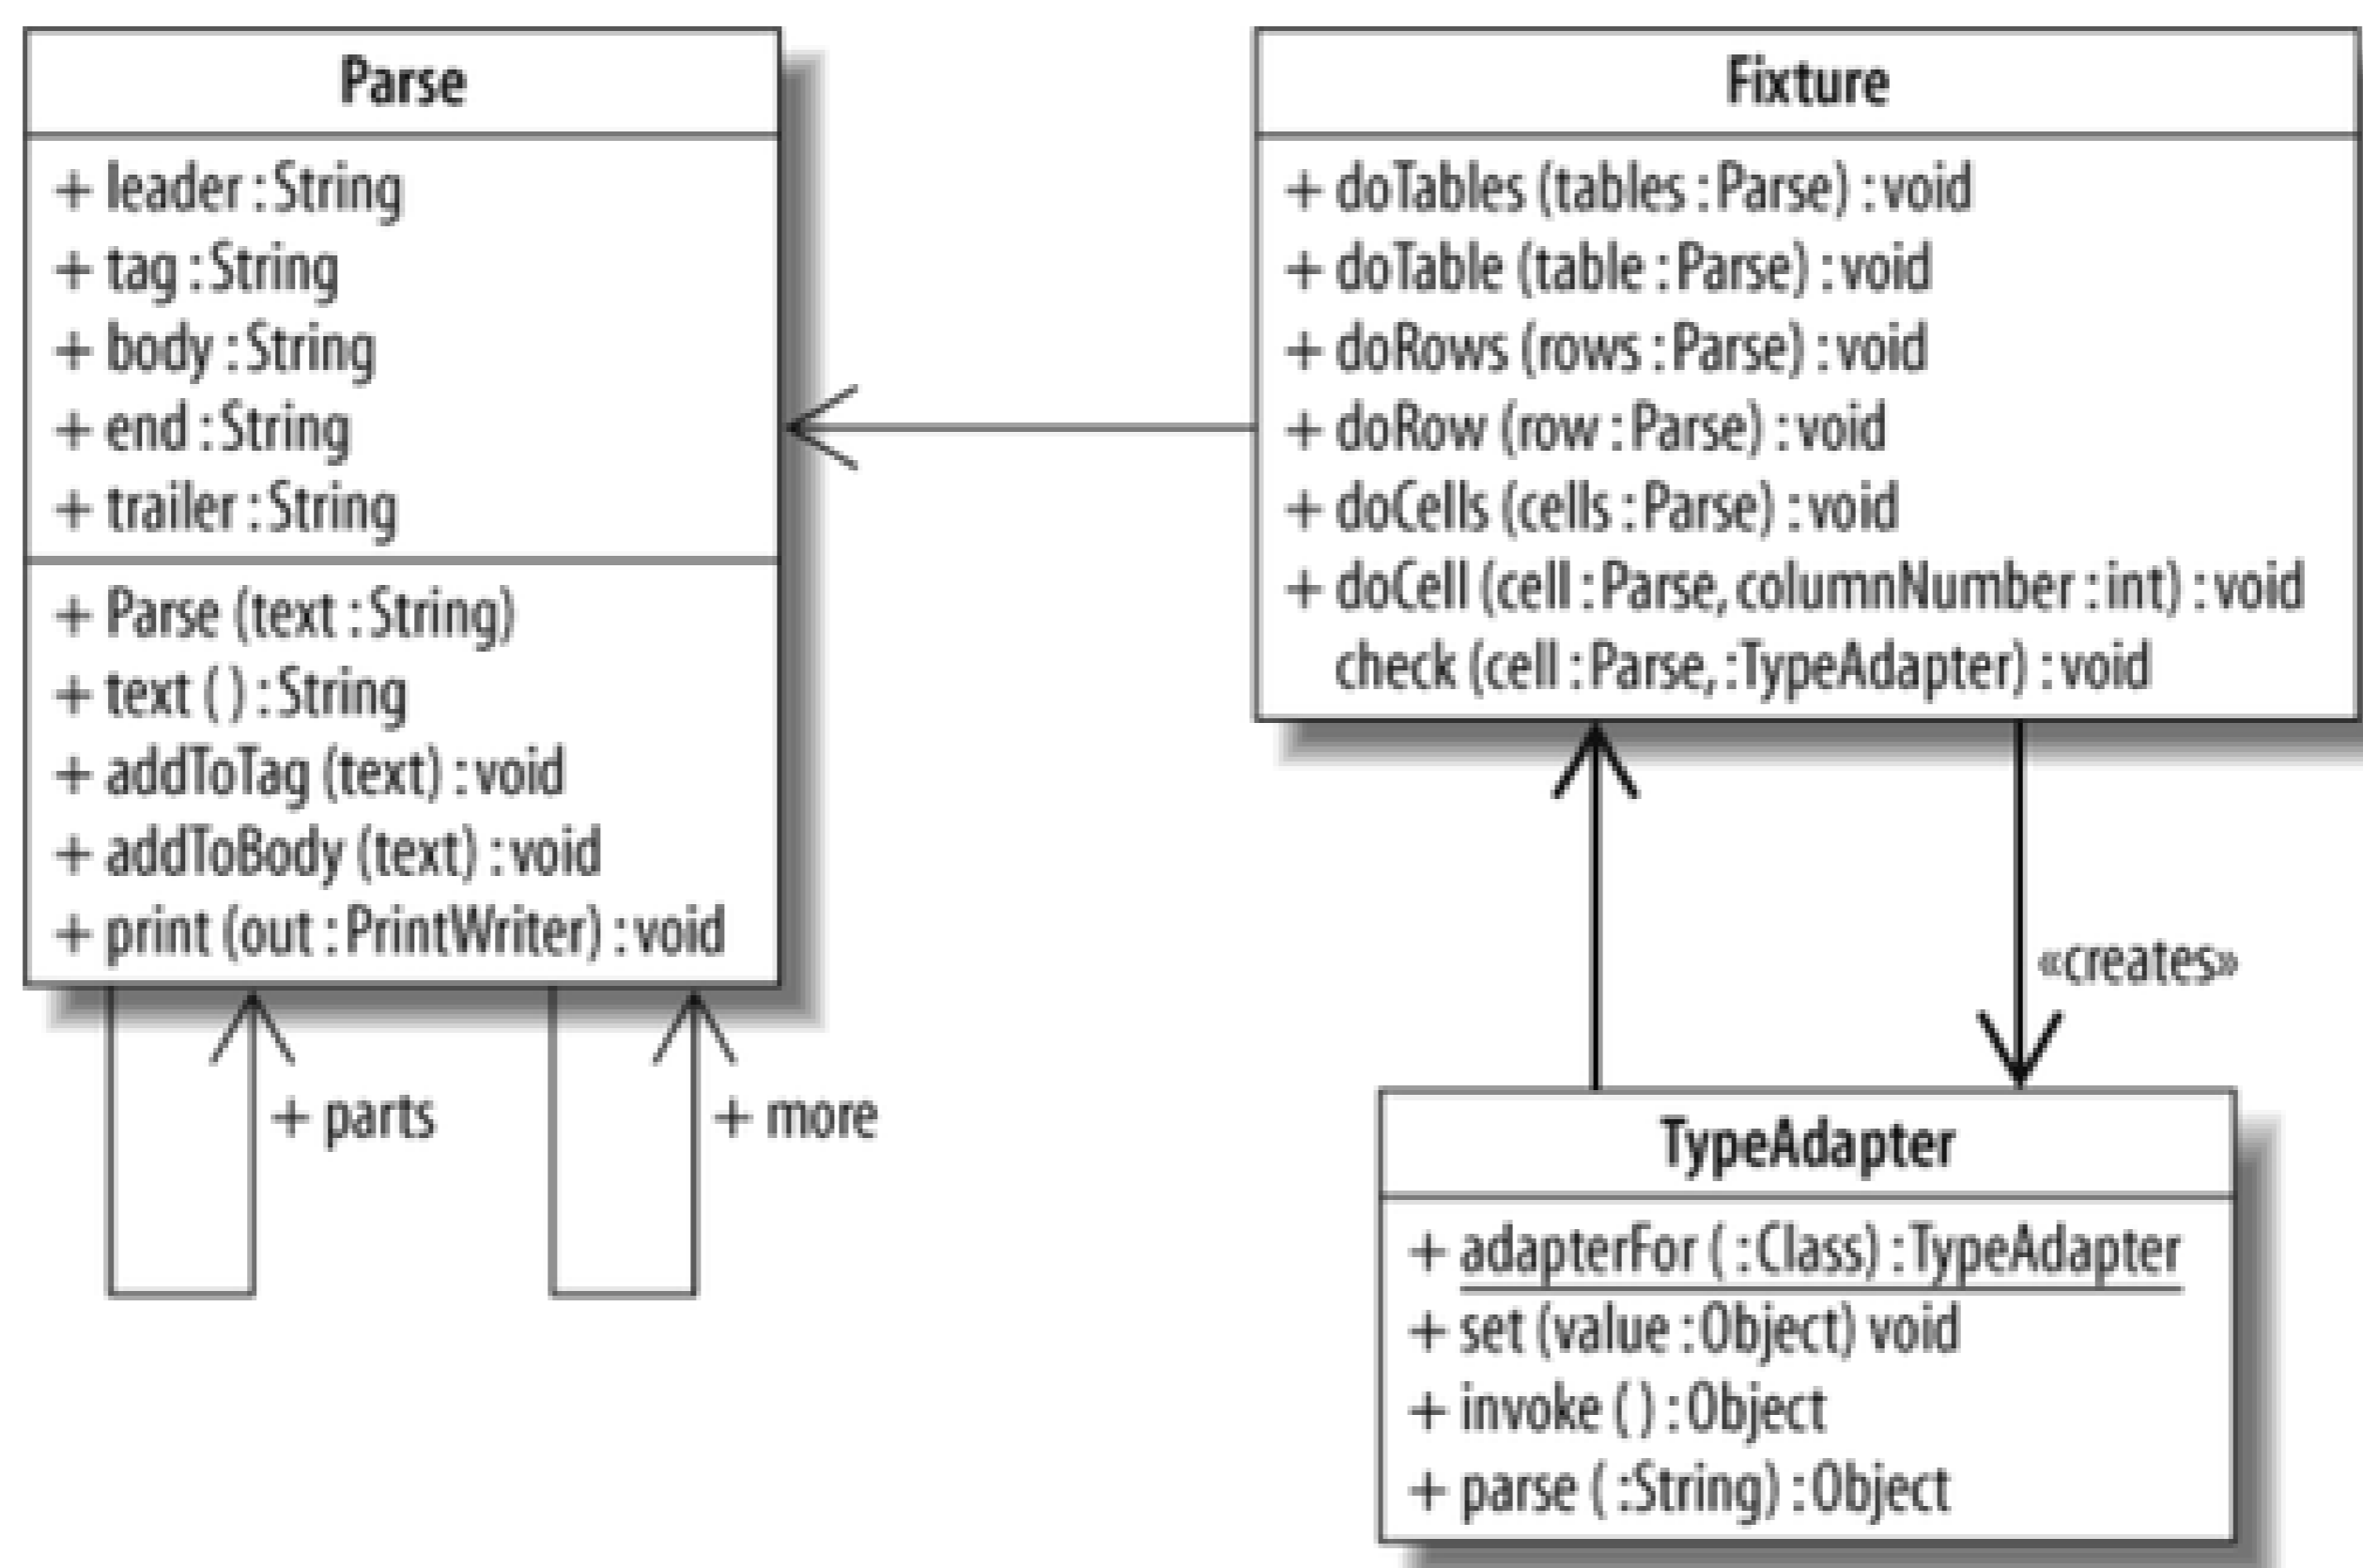 Parse
+ leader : String
+ tag : String
+ body : String
+ end : String
+ trailer : String
+ Parse (text : String)
+ text ( ) : String
+ addToTag (text) : void
+ addToBody (text) : void
+ print (out : PrintWriter) : void
+ parts
+ more
Fixture
+ doTables (tables : Parse) : void
+ doTable (table : Parse) : void
+ doRows (rows : Parse) : void
+ doRow (row : Parse) : void
+ doCells (cells : Parse) : void
+ doCell (cell : Parse, columnNumber : int) : void
check (cell : Parse, :TypeAdapter) : void
«creates»
TypeAdapter
+ adapterFor ( :Class) : TypeAdapter
+ set (value : Object) void
+ invoke ( ) : Object
+ parse ( :String) : Object